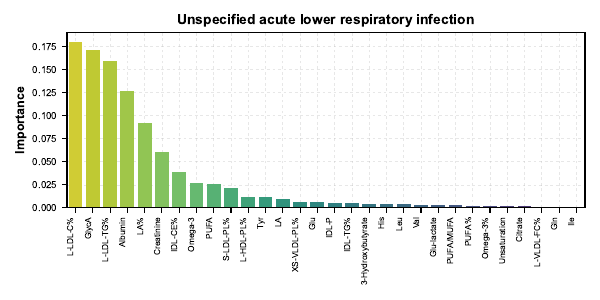 Unspecified acute lower respiratory infection
Importance
0.175
0.150
0.125
0.100
0.075
0.050
0.025
0.000
L-LDL-C%
GlycA
L-LDL-TG%
Albumin
LA%
Creatinine
IDL-CE%
Omega-3
PUFA
S-LDL-PL%
L-HDL-PL%
Tyr
LA
XS-VLDL-PL%
Glu
IDL-P
IDL-TG%
3-Hydroxybutyrate
His
Leu
Val
Glu-lactate
PUFA/MUFA
PUFA%
Omega-3%
Unsaturation
Citrate
L-VLDL-FC%
Gln
Ile